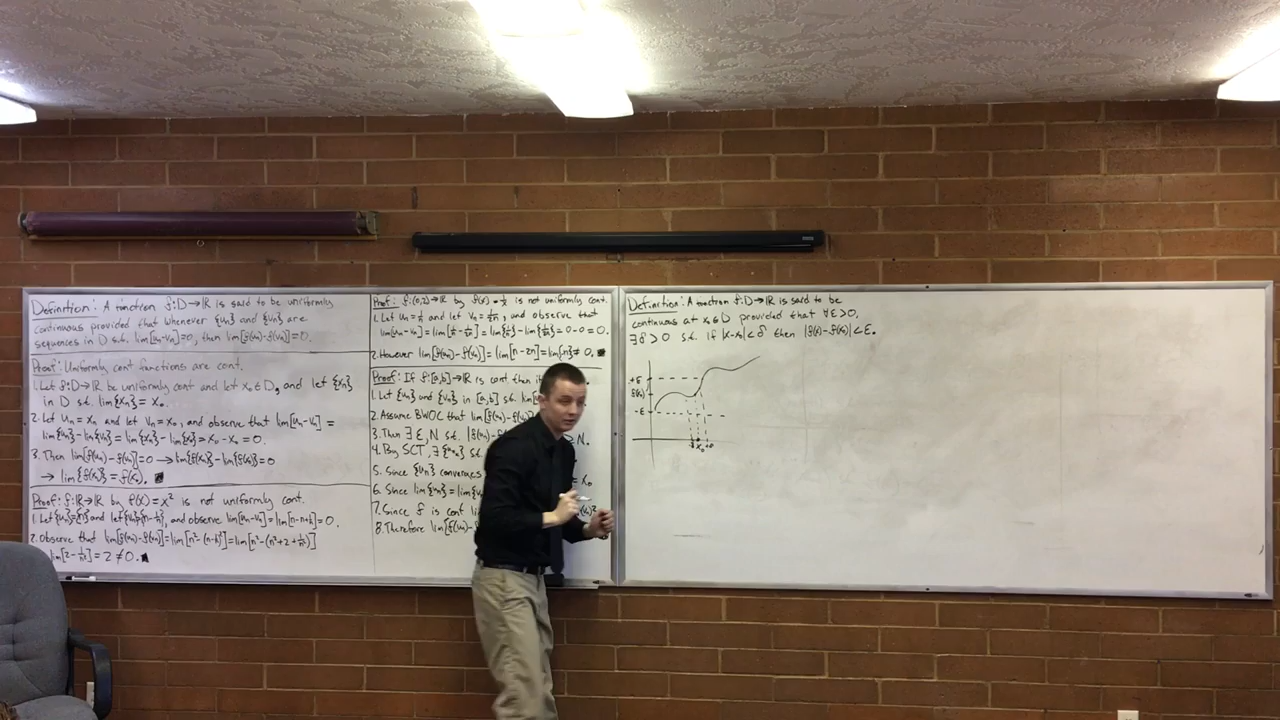 Definition: A function f:D→ℝ is said to be uniformly
continuous provided that whenever {uₙ} and {vₙ} are
sequences in D s.t. lim[uₙ-vₙ]=0, then lim[f(uₙ)-f(vₙ)]=0.
Proof: Uniformly cont functions are cont.
1. Let f:D→ℝ be uniformly cont and let x₀∈D, and let {xₙ}
in D s.t. lim{xₙ}=x₀.
2. Let uₙ=xₙ and let vₙ=x₀, and observe that lim[uₙ-vₙ]=
lim{uₙ}-lim{vₙ}=lim{xₙ}-lim{x₀}=x₀-x₀=0.
3. Then lim[f(uₙ)-f(vₙ)]=0→lim{f(xₙ)}-lim{f(x₀)}=0
→ lim{f(xₙ)}=f(x₀).
Proof: f:ℝ→ℝ by f(x)=x² is not uniformly cont.
1. Let {uₙ}={n} and let {vₙ}={n-1/n}, and observe lim[uₙ-vₙ]=lim[n-n+1/n]=0.
2. Observe that lim[f(uₙ)-f(vₙ)]=lim[n²-(n-1/n)²]=lim[n²-(n²+2+1/n²)]
lim[2-1/n²]=2≠0. ■
Proof: f:(0,2)→ℝ by f(x)=1/x is not uniformly cont.
1. Let uₙ=1/n and let vₙ=1/2n, and observe that
lim[uₙ-vₙ]=lim[1/n-1/2n]=lim{1/n}-lim{1/2n}=0-0=0.
2. However lim[f(uₙ)-f(vₙ)]=lim[n-2n]=lim{n}≠0. ■
Proof: If f:[a,b]→ℝ is cont. then
1. Let {uₙ} and {vₙ} in [a,b] s.t.
2. Assume BWOC that lim[f(uₙ)-f(vₙ)]
3. Then ∃ ε, N s.t. |f(uₙ)- ≥N.
4. By SCT, ∃
5. Since {uₙ} converges
6. Since lim{uₙ}=lim{v = x₀
7. Since f is cont
8. Therefore lim[f(uₙ)-
Definition: A function f:D→ℝ is said to be
continuous at x₀∈D provided that ∀ε>0,
∃δ>0 s.t. if |x-x₀|<δ then |f(x)-f(x₀)|<ε.
+ε
f(x₀)
-ε
x₀